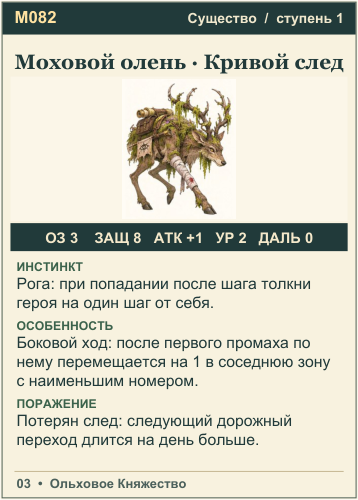 M082
Существо / ступень 1
Моховой олень · Кривой след
ОЗ 3 ЗАЩ 8 АТК +1 УР 2 ДАЛЬ 0
ИНСТИНКТ
Рога: при попадании после шага толкни
героя на один шаг от себя.
ОСОБЕННОСТЬ
Боковой ход: после первого промаха по
нему перемещается на 1 в соседнюю зону
с наименьшим номером.
ПОРАЖЕНИЕ
Потерян след: следующий дорожный
переход длится на день больше.
03 • Ольховое Княжество